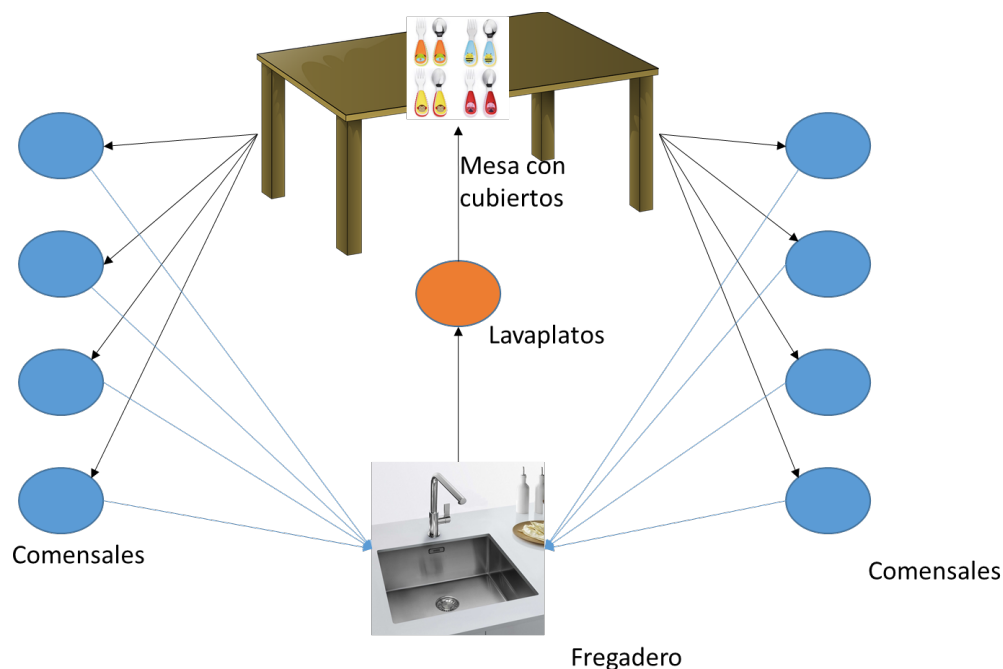 Mesa con
cubiertos
Lavaplatos
Comensales
Comensales
Fregadero